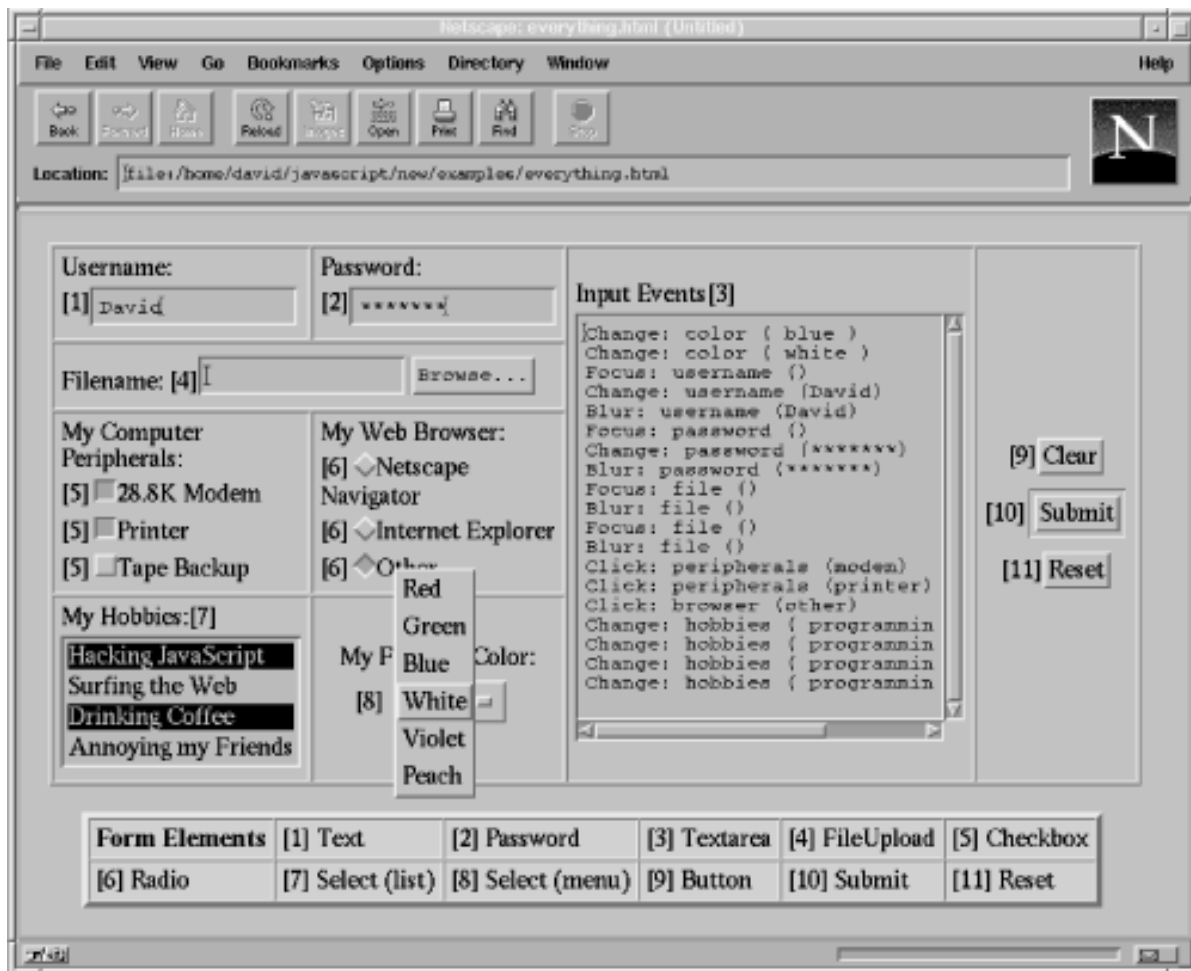 Netscape: everything.html (Untitled)
File Edit View Go Bookmarks Options Directory Window Help
Back Forward Home Reload Images Open Print Find Stop
N
Location: file:/home/david/javascript/new/examples/everything.html
Username:
[1] David
Password:
[2] *******
Filename: [4] Browse...
My Computer
Peripherals:
[5] 28.8K Modem
[5] Printer
[5] Tape Backup
My Web Browser:
[6] Netscape
Navigator
[6] Internet Explorer
[6] Other
My Hobbies:[7]
Hacking JavaScript
Surfing the Web
Drinking Coffee
Annoying my Friends
My F Color:
[8]
Red
Green
Blue
White
Violet
Peach
Input Events[3]
Change: color ( blue )
Change: color ( white )
Focus: username ()
Change: username (David)
Blur: username (David)
Focus: password ()
Change: password (*******)
Blur: password (*******)
Focus: file ()
Blur: file ()
Focus: file ()
Blur: file ()
Click: peripherals (modem)
Click: peripherals (printer)
Click: browser (other)
Change: hobbies ( programmin
Change: hobbies ( programmin
Change: hobbies ( programmin
Change: hobbies ( programmin
[9] Clear
[10] Submit
[11] Reset
Form Elements [1] Text [2] Password [3] Textarea [4] FileUpload [5] Checkbox
[6] Radio [7] Select (list) [8] Select (menu) [9] Button [10] Submit [11] Reset